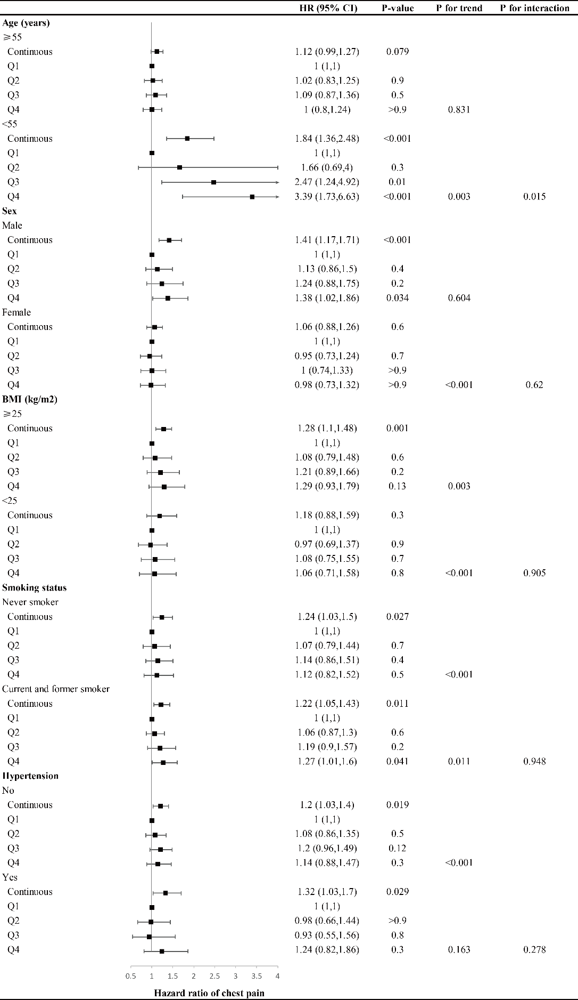 HR (95% CI) P-value P for trend P for interaction
Age (years)
⩾55
Continuous 1.12 (0.99,1.27) 0.079
Q1 1 (1,1)
Q2 1.02 (0.83,1.25) 0.9
Q3 1.09 (0.87,1.36) 0.5
Q4 1 (0.8,1.24) >0.9 0.831
<55
Continuous 1.84 (1.36,2.48) <0.001
Q1 1 (1,1)
Q2 1.66 (0.69,4) 0.3
Q3 2.47 (1.24,4.92) 0.01
Q4 3.39 (1.73,6.63) <0.001 0.003 0.015
Sex
Male
Continuous 1.41 (1.17,1.71) <0.001
Q1 1 (1,1)
Q2 1.13 (0.86,1.5) 0.4
Q3 1.24 (0.88,1.75) 0.2
Q4 1.38 (1.02,1.86) 0.034 0.604
Female
Continuous 1.06 (0.88,1.26) 0.6
Q1 1 (1,1)
Q2 0.95 (0.73,1.24) 0.7
Q3 1 (0.74,1.33) >0.9
Q4 0.98 (0.73,1.32) >0.9 <0.001 0.62
BMI (kg/m2)
⩾25
Continuous 1.28 (1.1,1.48) 0.001
Q1 1 (1,1)
Q2 1.08 (0.79,1.48) 0.6
Q3 1.21 (0.89,1.66) 0.2
Q4 1.29 (0.93,1.79) 0.13 0.003
<25
Continuous 1.18 (0.88,1.59) 0.3
Q1 1 (1,1)
Q2 0.97 (0.69,1.37) 0.9
Q3 1.08 (0.75,1.55) 0.7
Q4 1.06 (0.71,1.58) 0.8 <0.001 0.905
Smoking status
Never smoker
Continuous 1.24 (1.03,1.5) 0.027
Q1 1 (1,1)
Q2 1.07 (0.79,1.44) 0.7
Q3 1.14 (0.86,1.51) 0.4
Q4 1.12 (0.82,1.52) 0.5 <0.001
Current and former smoker
Continuous 1.22 (1.05,1.43) 0.011
Q1 1 (1,1)
Q2 1.06 (0.87,1.3) 0.6
Q3 1.19 (0.9,1.57) 0.2
Q4 1.27 (1.01,1.6) 0.041 0.011 0.948
Hypertension
No
Continuous 1.2 (1.03,1.4) 0.019
Q1 1 (1,1)
Q2 1.08 (0.86,1.35) 0.5
Q3 1.2 (0.96,1.49) 0.12
Q4 1.14 (0.88,1.47) 0.3 <0.001
Yes
Continuous 1.32 (1.03,1.7) 0.029
Q1 1 (1,1)
Q2 0.98 (0.66,1.44) >0.9
Q3 0.93 (0.55,1.56) 0.8
Q4 1.24 (0.82,1.86) 0.3 0.163 0.278
0.5 1 1.5 2 2.5 3 3.5 4
Hazard ratio of chest pain